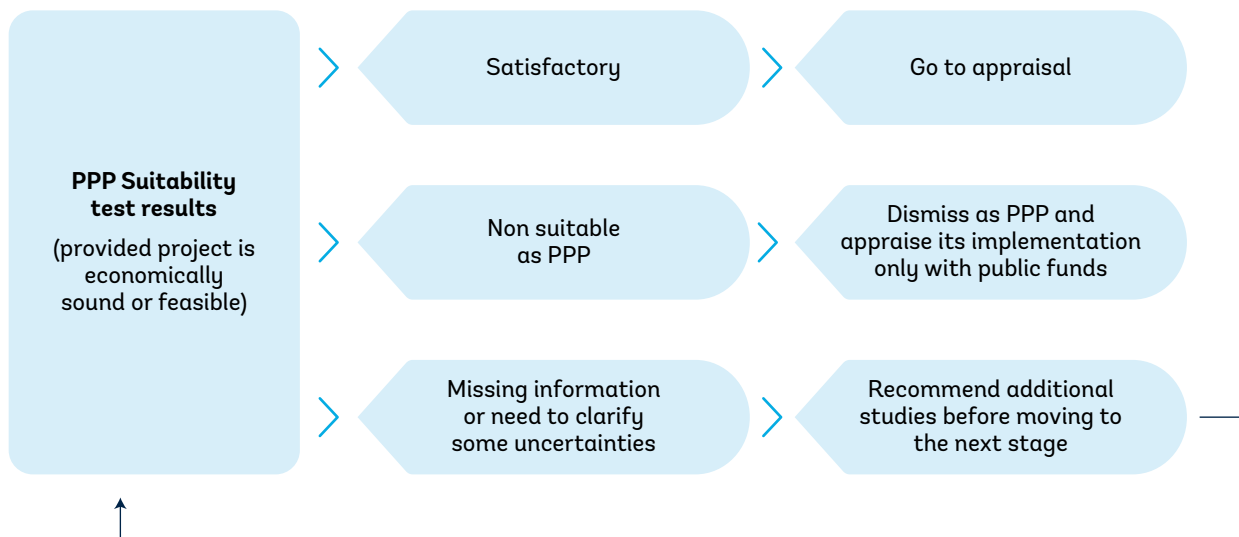 PPP Suitability
test results
(provided project is
economically
sound or feasible)
Satisfactory
Go to appraisal
Non suitable
as PPP
Dismiss as PPP and
appraise its implementation
only with public funds
Missing information
or need to clarify
some uncertainties
Recommend additional
studies before moving to
the next stage